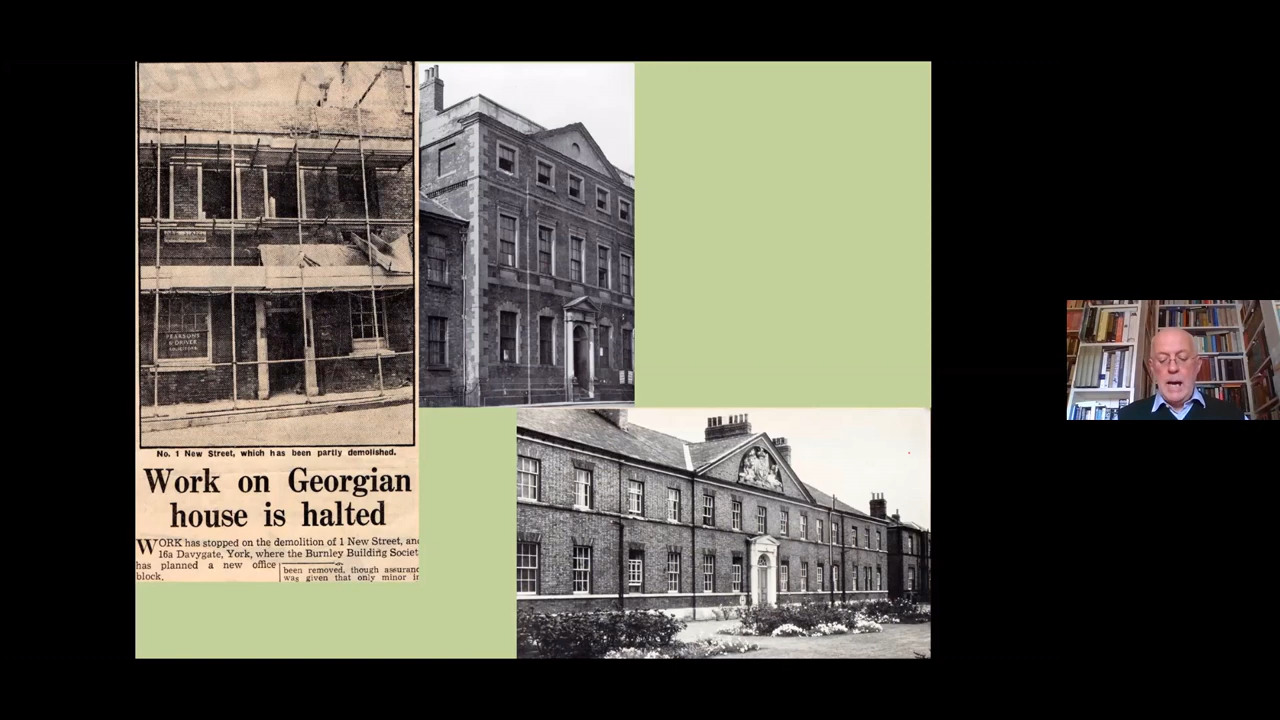 PEARSONS
& DRIVER
SOLICITORS
No. 1 New Street, which has been partly demolished.
Work on Georgian
house is halted
WORK has stopped on the demolition of 1 New Street, and
16a Davygate, York, where the Burnley Building Societ
has planned a new office
block.
been removed, though assuranc
was given that only minor